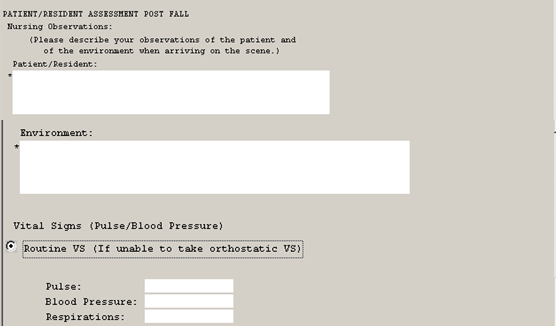 PATIENT/RESIDENT ASSESSMENT POST FALL
Nursing Observations:
(Please describe your observations of the patient and
of the environment when arriving on the scene.)
Patient/Resident:
*
Environment:
*
Vital Signs (Pulse/Blood Pressure)
Routine VS (If unable to take orthostatic VS)
Pulse:
Blood Pressure:
Respirations: